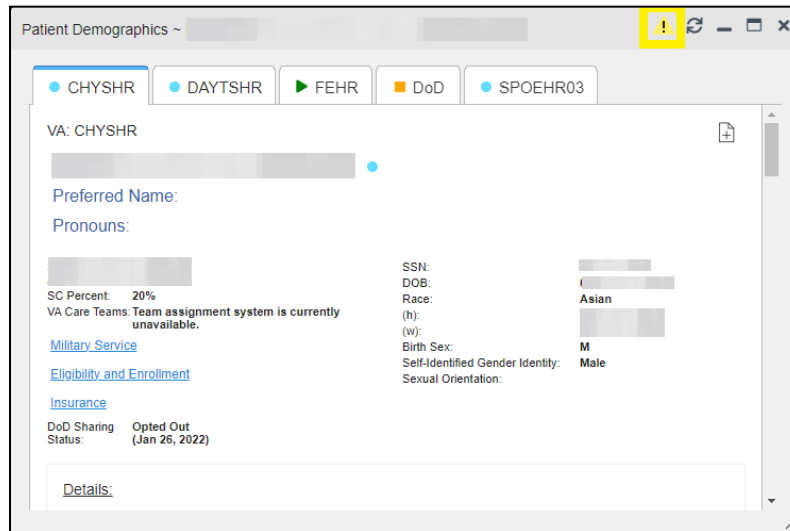 Patient Demographics ~
CHYSHR DAYTSHR FEHR DoD SPOEHR03
VA: CHYSHR
Preferred Name:
Pronouns:
SSN:
DOB:
SC Percent: 20%
Race: Asian
VA Care Teams: Team assignment system is currently unavailable.
(h):
(w):
Military Service
Birth Sex: M
Self-Identified Gender Identity: Male
Eligibility and Enrollment
Sexual Orientation:
Insurance
DoD Sharing Status: Opted Out (Jan 26, 2022)
Details: